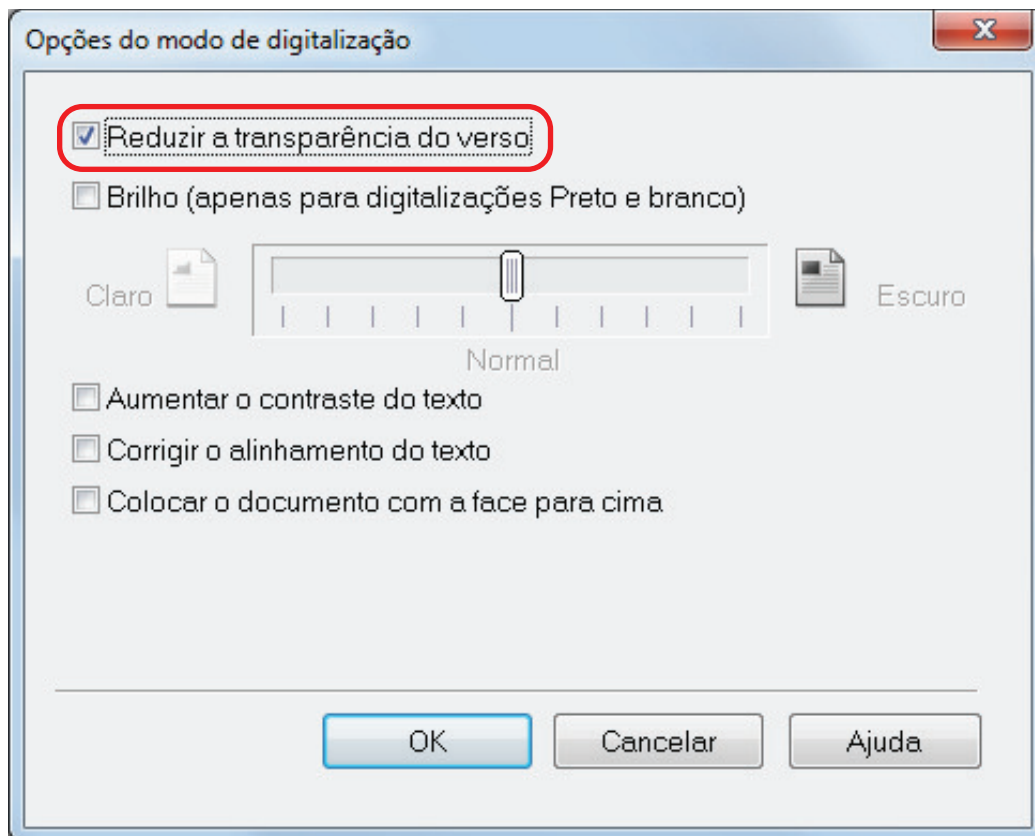 Opções do modo de digitalização
Reduzir a transparência do verso
Brilho (apenas para digitalizações Preto e branco)
Claro
Escuro
Normal
Aumentar o contraste do texto
Corrigir o alinhamento do texto
Colocar o documento com a face para cima
OK
Cancelar
Ajuda